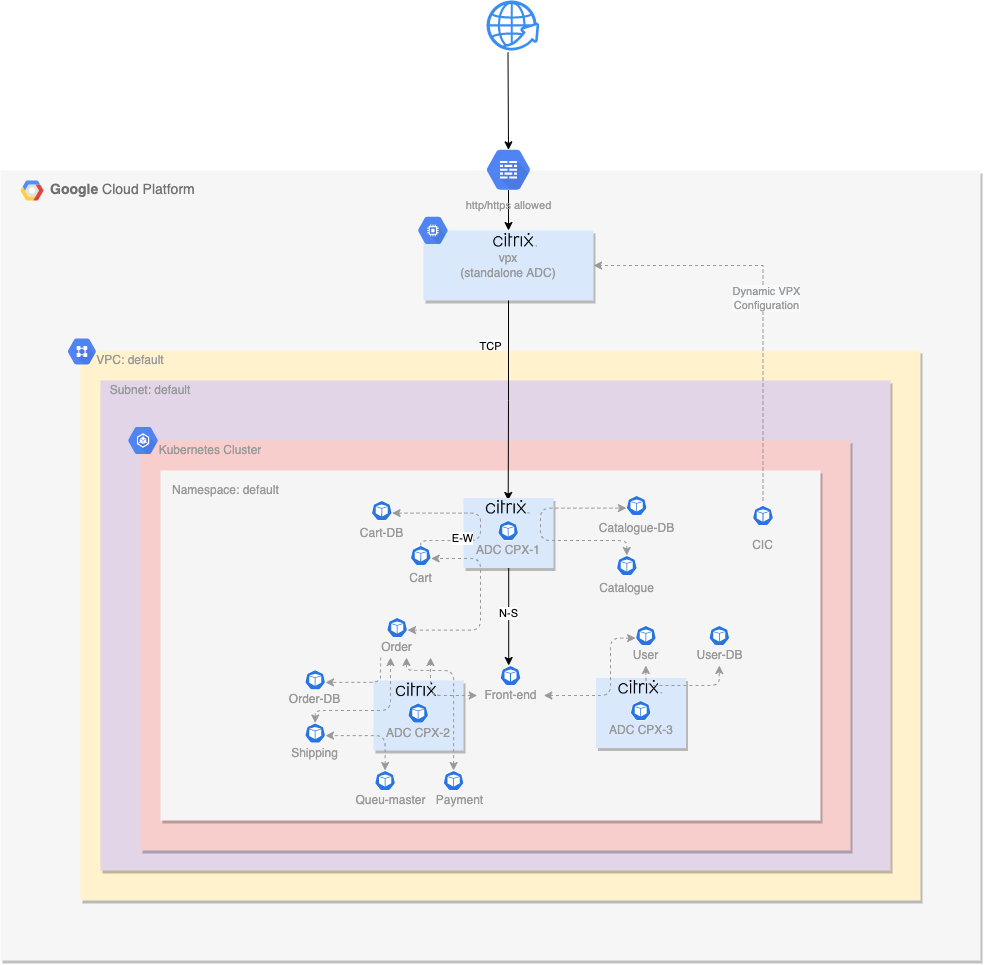 Google Cloud Platform
http/https allowed
citrix
vpx
(standalone ADC)
Dynamic VPX
Configuration
TCP
VPC: default
Subnet: default
Kubernetes Cluster
Namespace: default
citrix
ADC CPX-1
Cart-DB
E-W
Cart
Catalogue-DB
Catalogue
CIC
N-S
Order
User
User-DB
Order-DB
Front-end
citrix
ADC CPX-2
citrix
ADC CPX-3
Shipping
Queu-master
Payment